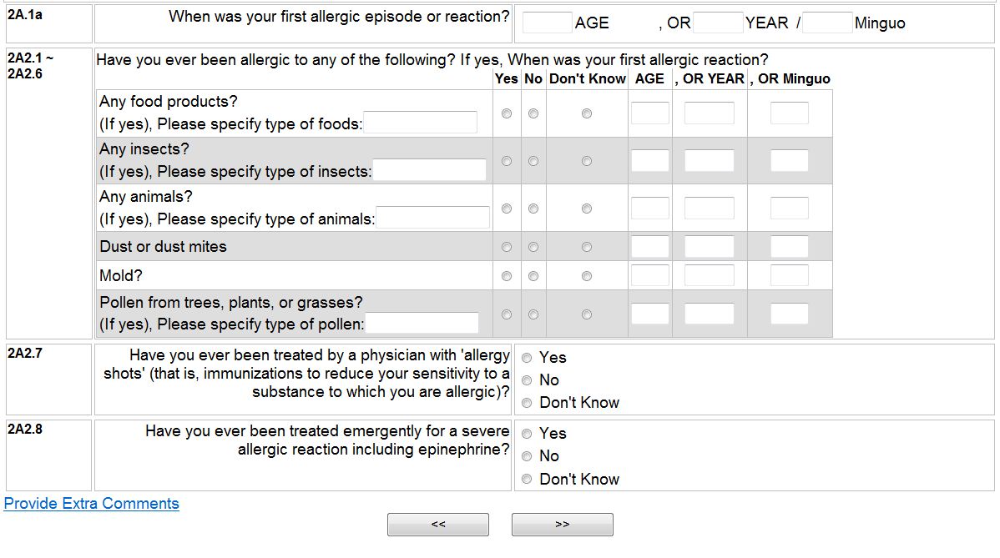 2A.1a When was your first allergic episode or reaction? AGE , OR YEAR / Minguo
2A2.1 ~ Have you ever been allergic to any of the following? If yes, When was your first allergic reaction?
2A2.6
Yes No Don't Know AGE , OR YEAR , OR Minguo
Any food products?
(If yes), Please specify type of foods:
Any insects?
(If yes), Please specify type of insects:
Any animals?
(If yes), Please specify type of animals:
Dust or dust mites
Mold?
Pollen from trees, plants, or grasses?
(If yes), Please specify type of pollen:
2A2.7 Have you ever been treated by a physician with 'allergy
shots' (that is, immunizations to reduce your sensitivity to a
substance to which you are allergic)?
Yes
No
Don't Know
2A2.8 Have you ever been treated emergently for a severe
allergic reaction including epinephrine?
Yes
No
Don't Know
Provide Extra Comments
<< >>